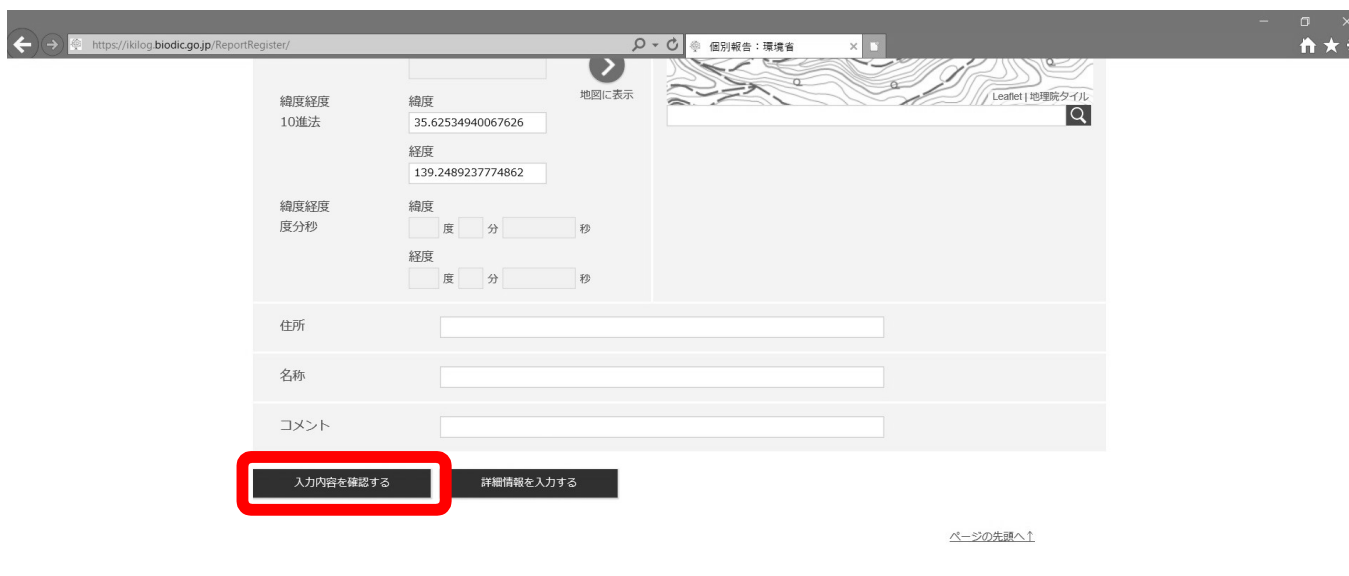 https://ikilog.biodic.go.jp/ReportRegister/
個別報告：環境省
地図に表示
Leaflet | 地理院タイル
緯度経度
10進法
緯度
35.62534940067626
経度
139.2489237774862
緯度経度
度分秒
緯度
度 分 秒
経度
度 分 秒
住所
名称
コメント
入力内容を確認する
詳細情報を入力する
ページの先頭へ↑